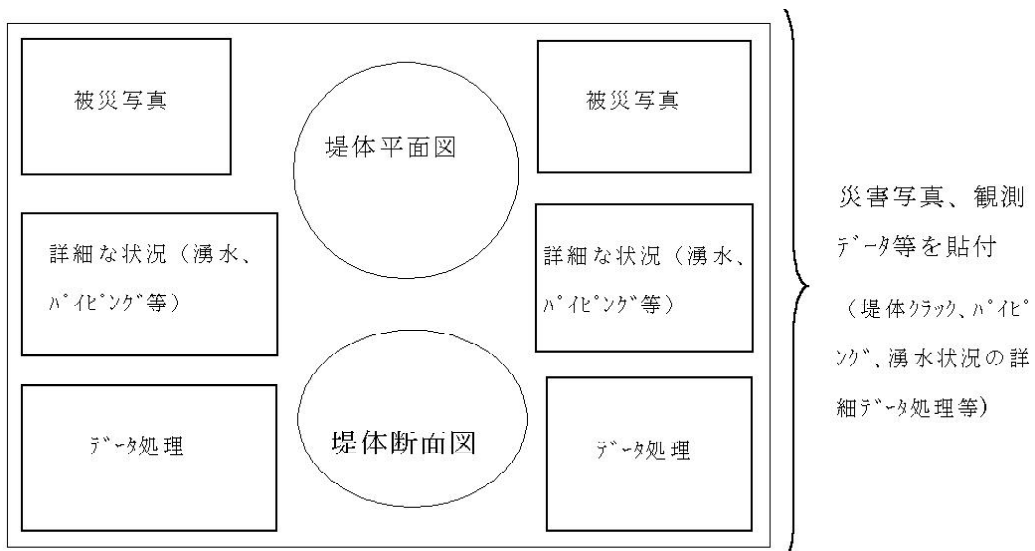 被災写真
堤体平面図
被災写真
詳細な状況（湧水、
ﾊﾟｲﾋﾟﾝｸﾞ等）
詳細な状況（湧水、
ﾊﾟｲﾋﾟﾝｸﾞ等）
ﾃﾞｰﾀ処理
堤体断面図
ﾃﾞｰﾀ処理
災害写真、観測
ﾃﾞｰﾀ等を貼付
（堤体ｸﾗｯｸ、ﾊﾟｲﾋﾟ
ﾝｸﾞ、湧水状況の詳
細ﾃﾞｰﾀ処理等)